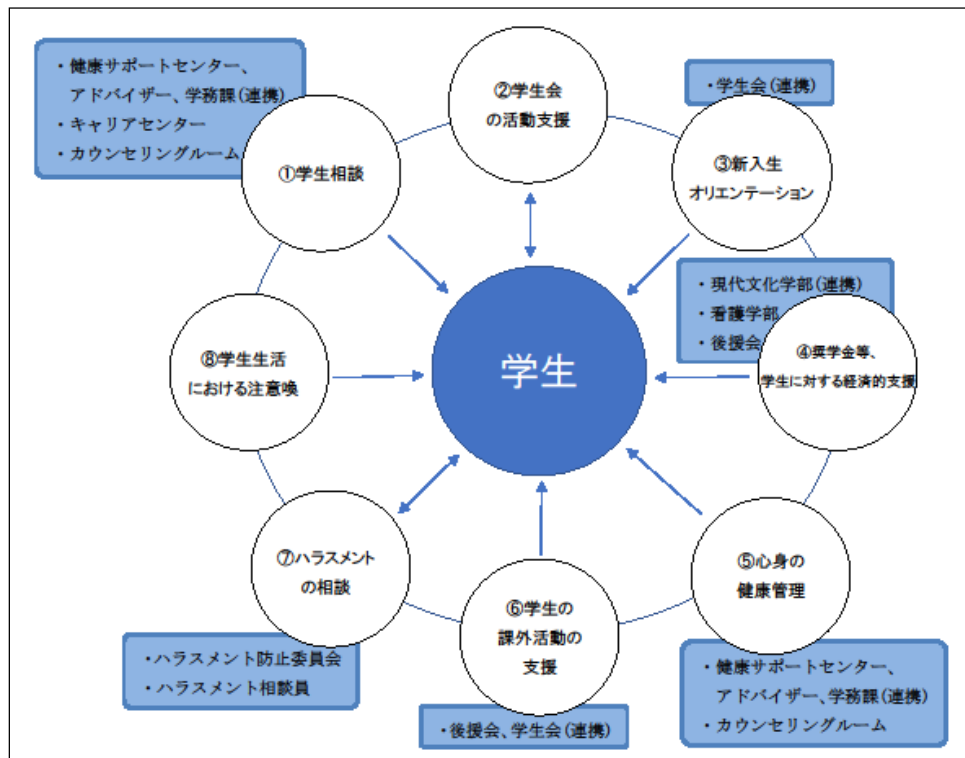 ・健康サポートセンター、
アドバイザー、学務課(連携)
・キャリアセンター
・カウンセリングルーム
①学生相談
②学生会
の活動支援
・学生会(連携)
③新入生
オリエンテーション
・現代文化学部(連携)
・看護学部
・後援会
④奨学金等、
学生に対する経済的支援
学生
⑧学生生活
における注意喚
⑤心身の
健康管理
・健康サポートセンター、
アドバイザー、学務課(連携)
・カウンセリングルーム
⑥学生の
課外活動の
支援
・後援会、学生会(連携)
⑦ハラスメント
の相談
・ハラスメント防止委員会
・ハラスメント相談員